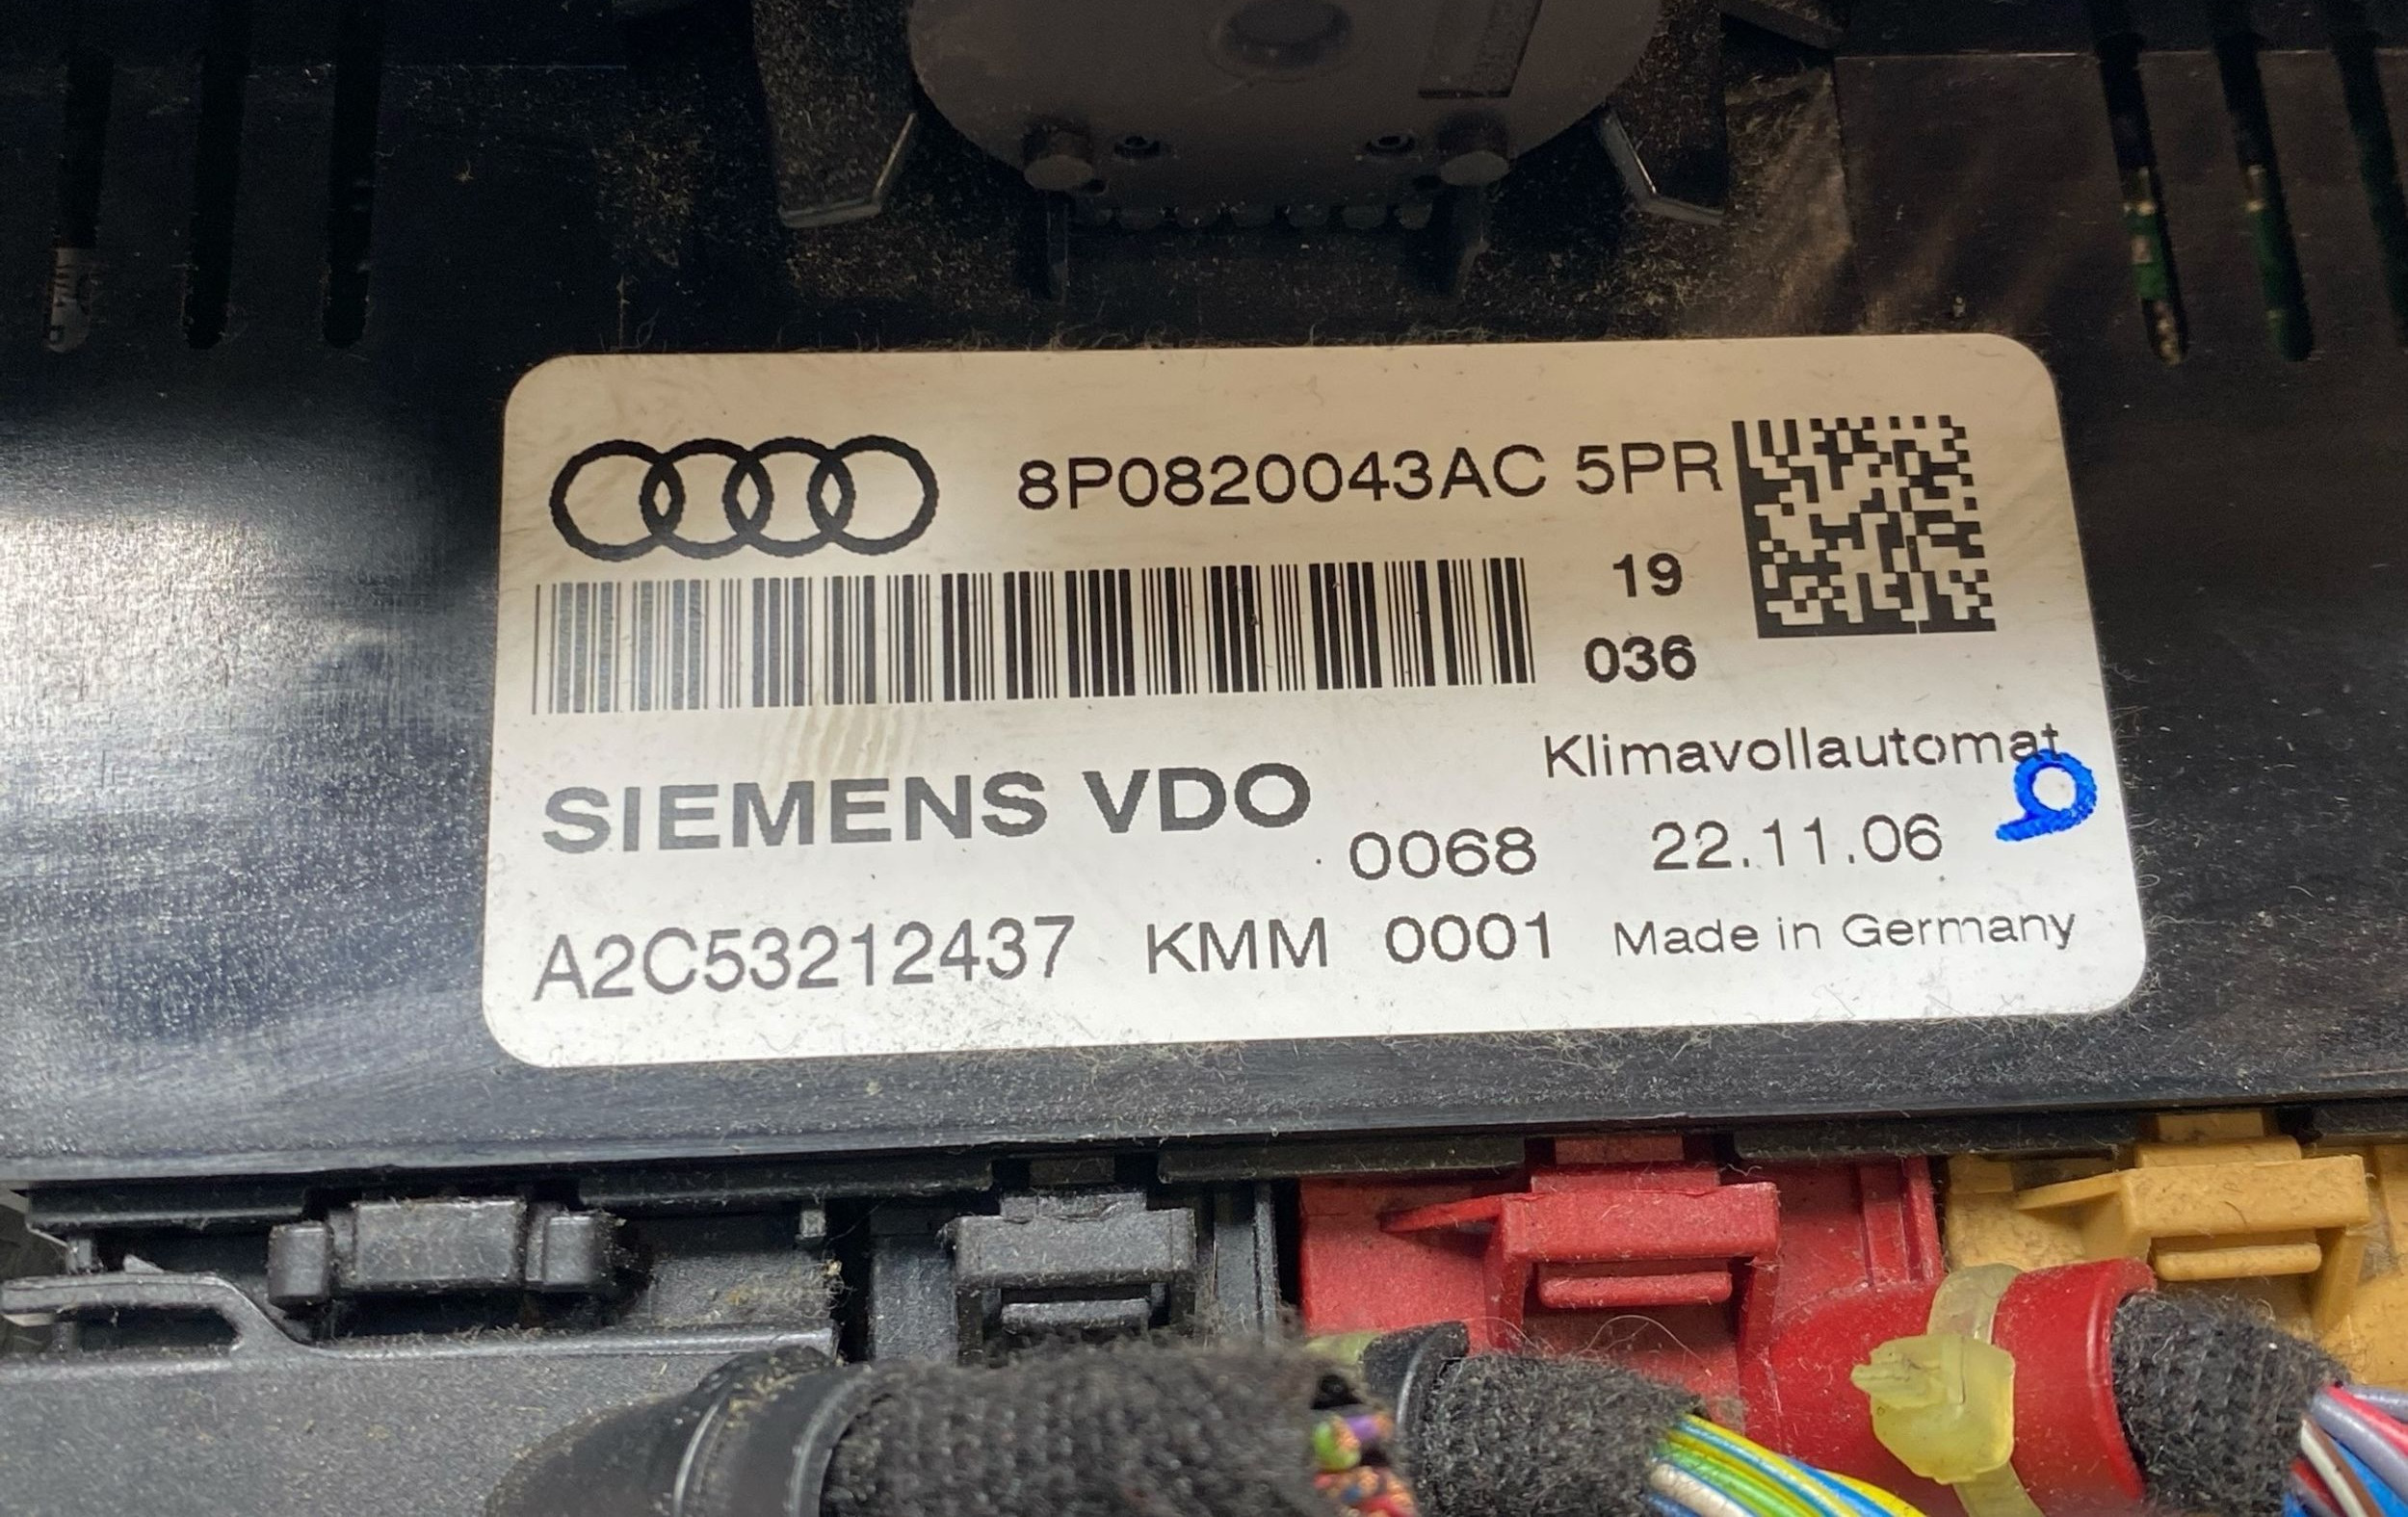 8P0820043AC 5PR
19
036
Klimavollautomat
SIEMENS VDO
0068 22.11.06
A2C53212437 KMM 0001 Made in Germany